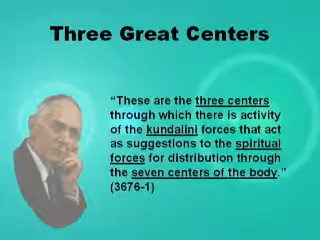 Three Great Centers
“These are the three centers
through which there is activity
of the kundalini forces that act
as suggestions to the spiritual
forces for distribution through
the seven centers of the body.”
(3676-1)